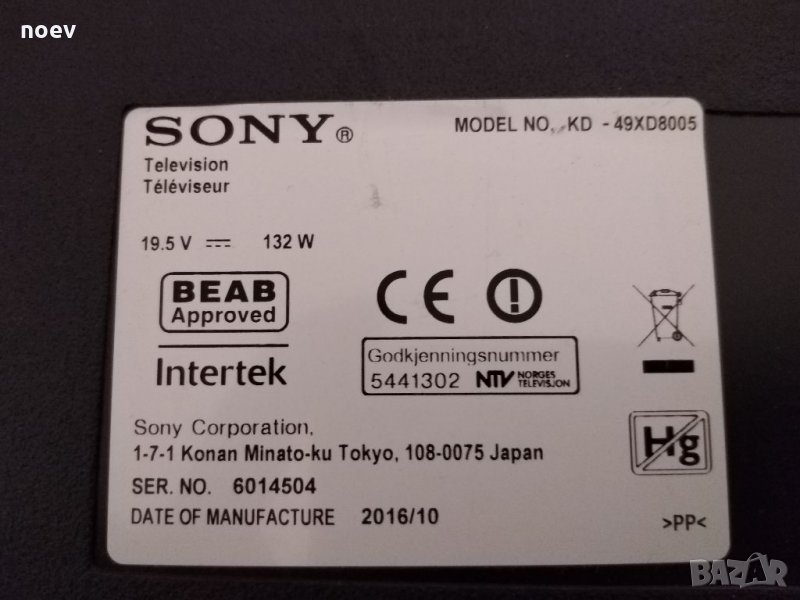 noev
SONY®
MODEL NO. KD - 49XD8005
Television
Téléviseur
19.5 V 132 W
BEAB
Approved
CE
Intertek
Godkjenningsnummer
5441302 NTV NORGES TELEVISJON
Hg
Sony Corporation,
1-7-1 Konan Minato-ku Tokyo, 108-0075 Japan
SER. NO. 6014504
DATE OF MANUFACTURE 2016/10
>PP<
BAZAR